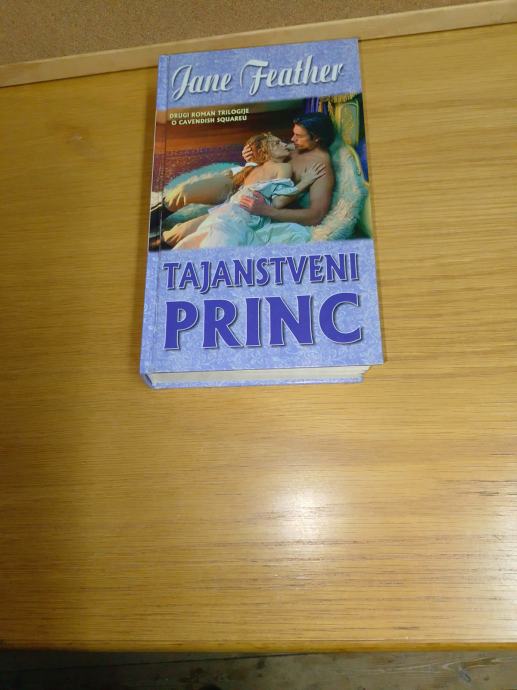 Jane Feather
DRUGI ROMAN TRILOGIJE
O CAVENDISH SQUAREU
TAJANSTVENI
PRINC